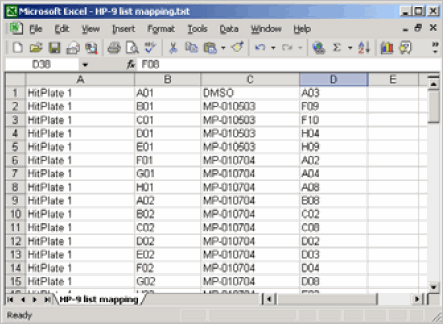 Microsoft Excel - HP-9 list mapping.txt
File Edit View Insert Format Tools Data Window Help
D38 F08
A B C D E
1 HitPlate 1 A01 DMSO A03
2 HitPlate 1 B01 MP-010503 F09
3 HitPlate 1 C01 MP-010503 F10
4 HitPlate 1 D01 MP-010503 H04
5 HitPlate 1 E01 MP-010503 H09
6 HitPlate 1 F01 MP-010704 A02
7 HitPlate 1 G01 MP-010704 A04
8 HitPlate 1 H01 MP-010704 A08
9 HitPlate 1 A02 MP-010704 B08
10 HitPlate 1 B02 MP-010704 C02
11 HitPlate 1 C02 MP-010704 C08
12 HitPlate 1 D02 MP-010704 D02
13 HitPlate 1 E02 MP-010704 D03
14 HitPlate 1 F02 MP-010704 D04
15 HitPlate 1 G02 MP-010704 D08
HP-9 list mapping
Ready